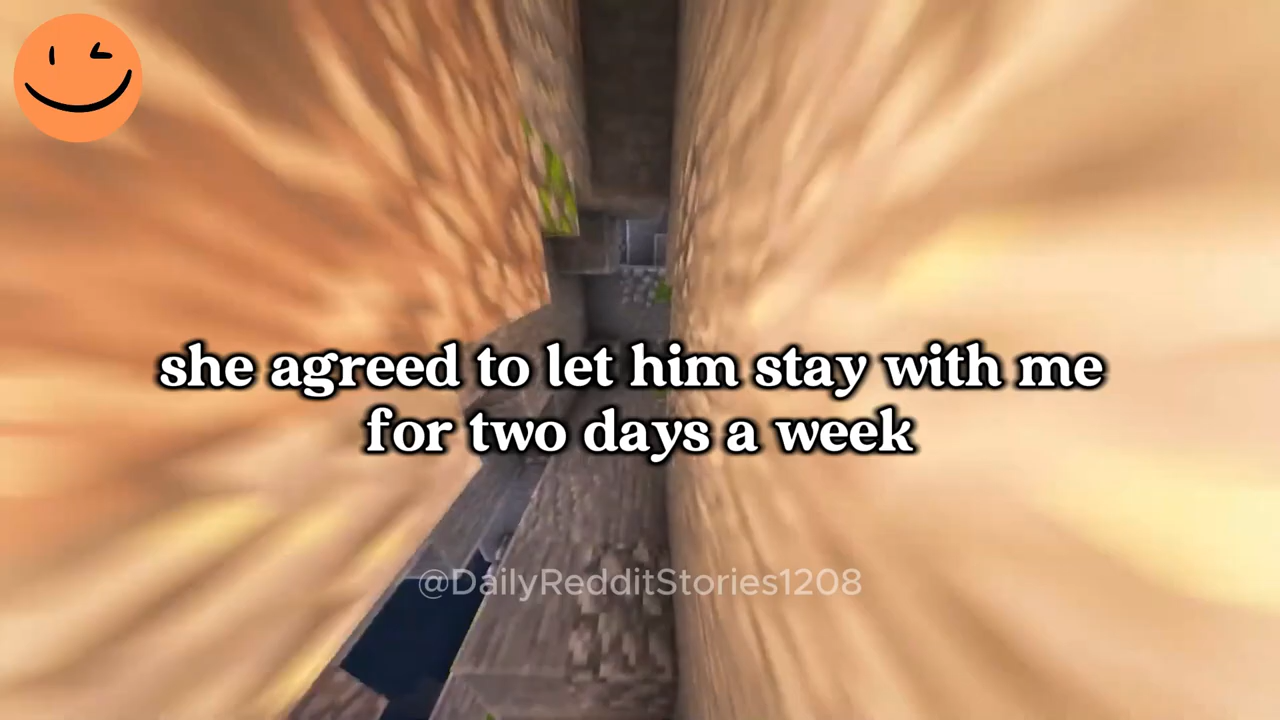 she agreed to let him stay with me
for two days a week
@DailyRedditStories1208